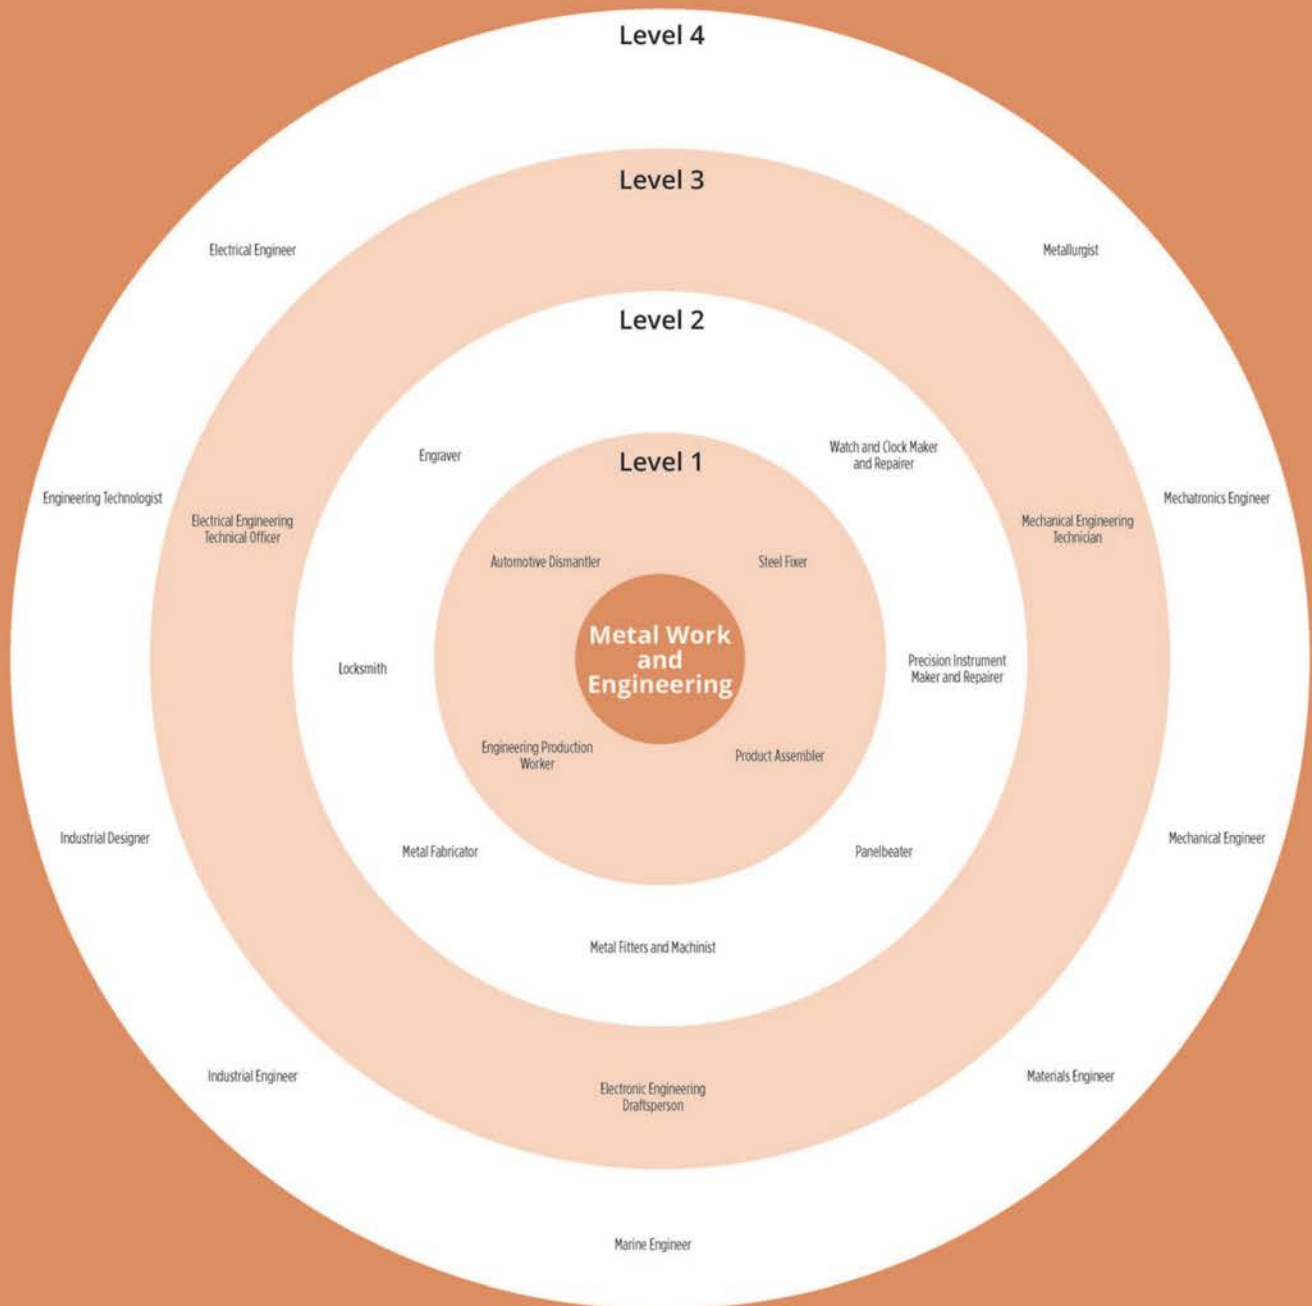 Level 4
Electrical Engineer
Metallurgist
Engineering Technologist
Mechatronics Engineer
Industrial Designer
Mechanical Engineer
Industrial Engineer
Materials Engineer
Marine Engineer
Level 3
Electrical Engineering
Technical Officer
Mechanical Engineering
Technician
Electronic Engineering
Draftsperson
Level 2
Engraver
Watch and Clock Maker
and Repairer
Locksmith
Precision Instrument
Maker and Repairer
Metal Fabricator
Panelbeater
Metal Fitters and Machinist
Level 1
Automotive Dismantler
Steel Fixer
Engineering Production
Worker
Product Assembler
Metal Work
and
Engineering